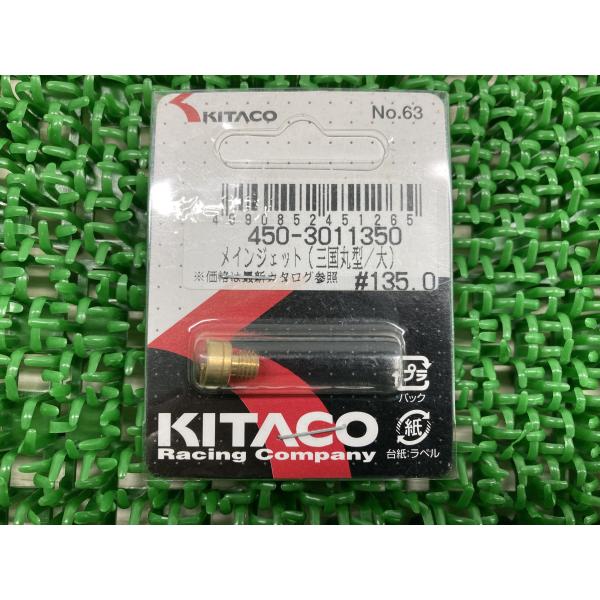 KITACO
No.63
4990852451265
450-3011350
メインジェット(三国丸型/大)
※価格は最新カタログ参照
#135.0
プラ
パック
紙
台紙:ラベル
KITACO
Racing Company